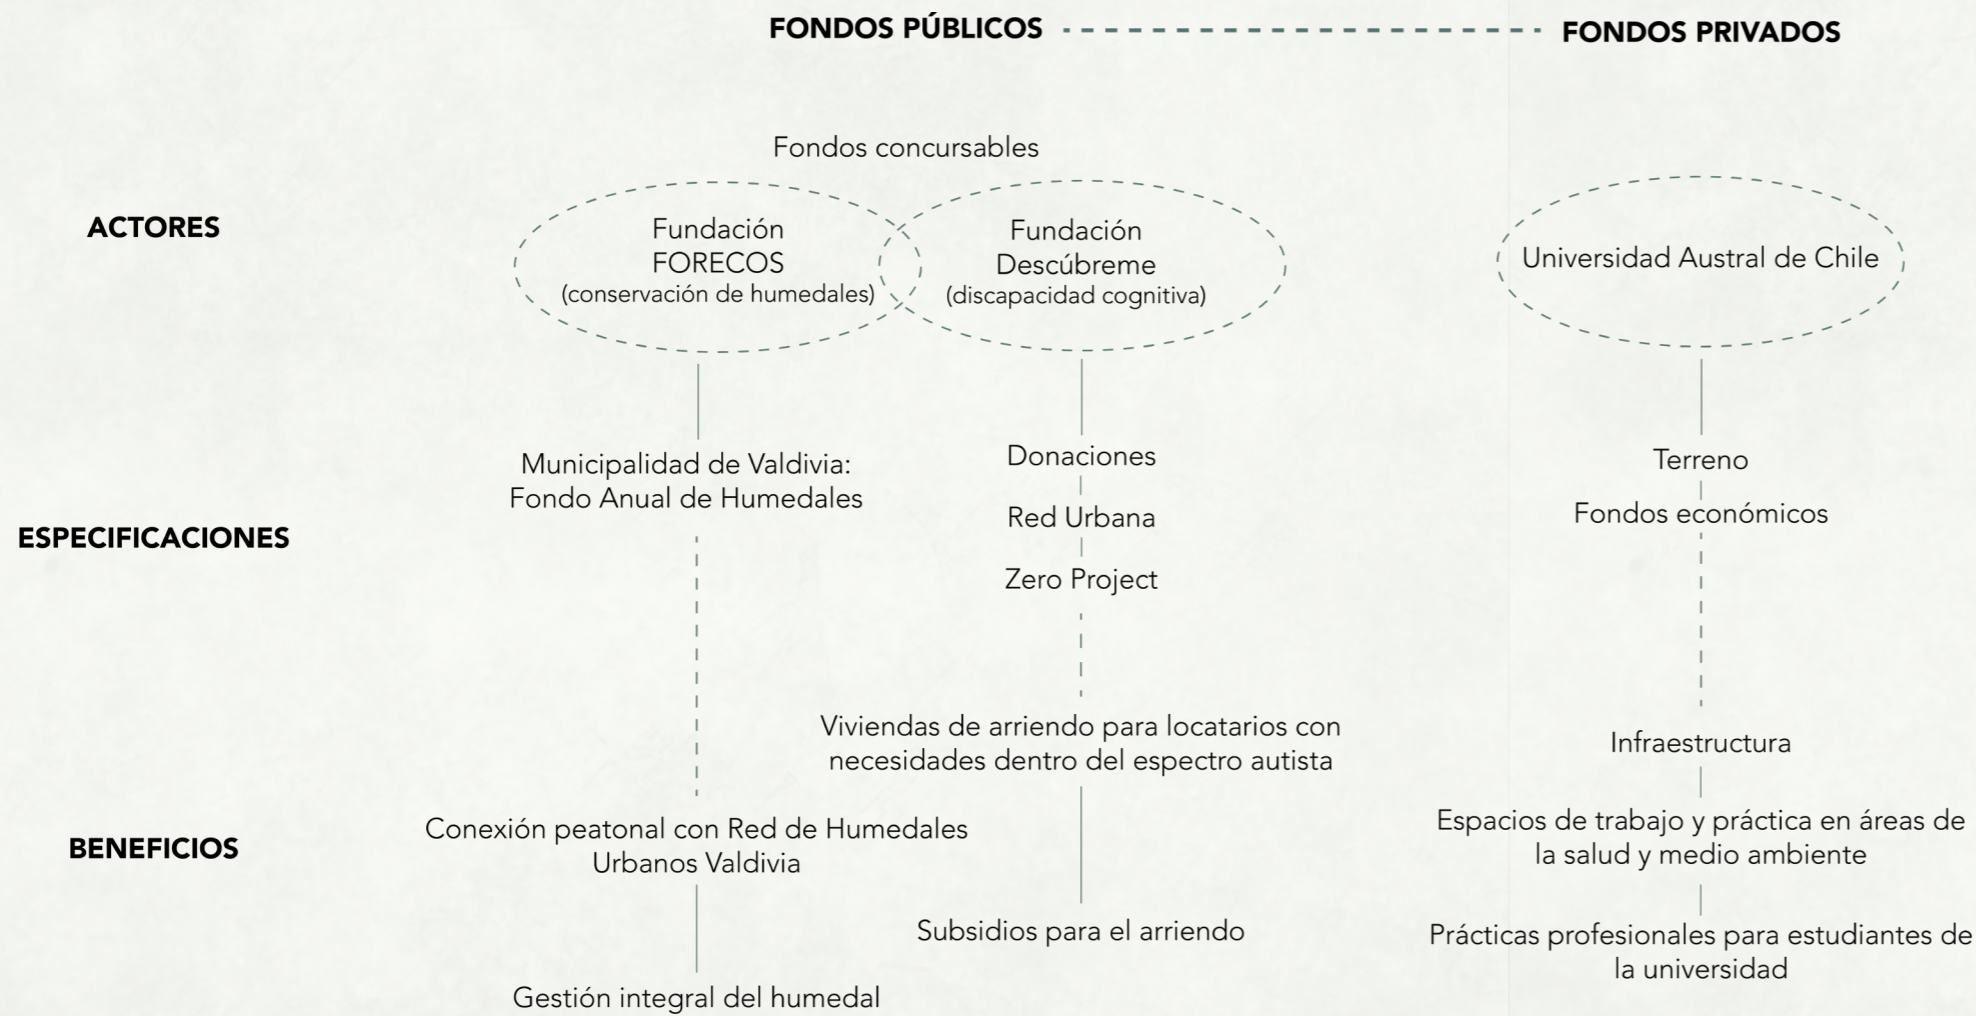 FONDOS PÚBLICOS
FONDOS PRIVADOS
Fondos concursables
ACTORES
Fundación
FORECOS
(conservación de humedales)
Fundación
Descúbreme
(discapacidad cognitiva)
Universidad Austral de Chile
ESPECIFICACIONES
Municipalidad de Valdivia:
Fondo Anual de Humedales
Donaciones
Red Urbana
Zero Project
Terreno
Fondos económicos
BENEFICIOS
Conexión peatonal con Red de Humedales
Urbanos Valdivia
Gestión integral del humedal
Viviendas de arriendo para locatarios con
necesidades dentro del espectro autista
Subsidios para el arriendo
Infraestructura
Espacios de trabajo y práctica en áreas de
la salud y medio ambiente
Prácticas profesionales para estudiantes de
la universidad